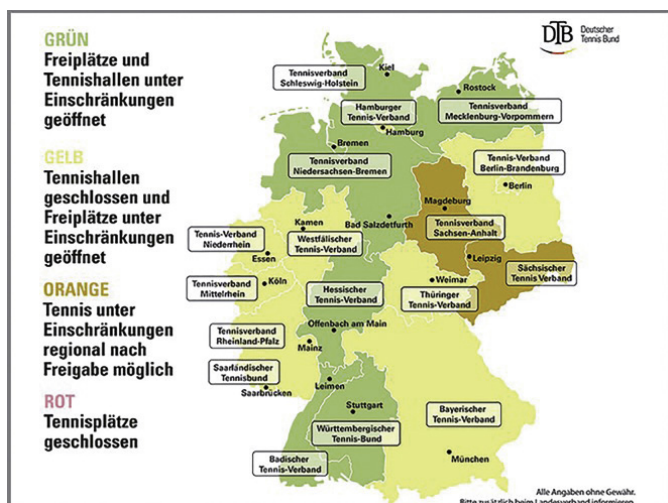 GRÜN
Freiplätze und
Tennishallen unter
Einschränkungen
geöffnet
GELB
Tennishallen
geschlossen und
Freiplätze unter
Einschränkungen
geöffnet
ORANGE
Tennis unter
Einschränkungen
regional nach
Freigabe möglich
ROT
Tennisplätze
geschlossen
DTB
Deutscher
Tennis Bund
Kiel
Tennisverband
Schleswig-Holstein
Rostock
Hamburger
Tennis-Verband
Tennisverband
Mecklenburg-Vorpommern
Hamburg
Bremen
Tennisverband
Niedersachsen-Bremen
Tennis-Verband
Berlin-Brandenburg
Berlin
Magdeburg
Bad Salzdetfurth
Tennisverband
Sachsen-Anhalt
Kamen
Westfälischer
Tennis-Verband
Tennis-Verband
Niederrhein
Essen
Leipzig
Sächsischer
Tennis Verband
Tennisverband
Mittelrhein
Köln
Hessischer
Tennis-Verband
Weimar
Thüringer
Tennis-Verband
Offenbach am Main
Tennisverband
Rheinland-Pfalz
Mainz
Saarländischer
Tennisbund
Saarbrücken
Leimen
Stuttgart
Württembergischer
Tennis-Bund
Bayerischer
Tennis-Verband
Badischer
Tennis-Verband
München
Alle Angaben ohne Gewähr.
Bitte zusätzlich beim Landesverband informieren.